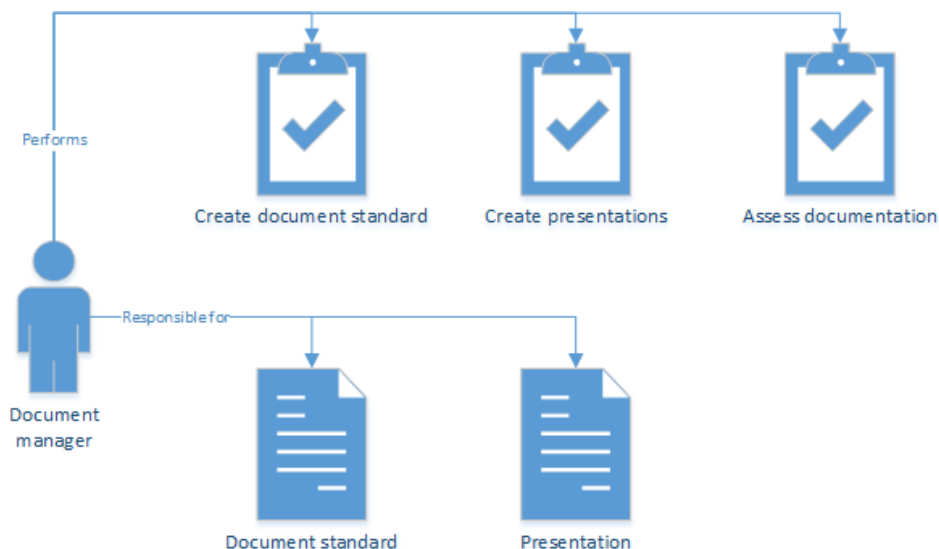 Performs
Create document standard
Create presentations
Assess documentation
Responsible for
Document
manager
Document standard
Presentation